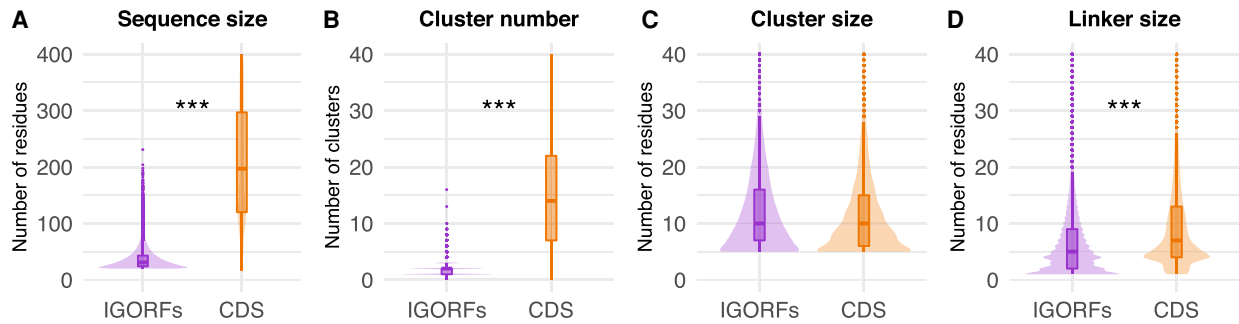 A Sequence size
Number of residues
400
300
200
100
0
***
IGORFs CDS
B Cluster number
Number of clusters
40
30
20
10
0
***
IGORFs CDS
C Cluster size
Number of residues
40
30
20
10
0
IGORFs CDS
D Linker size
Number of residues
40
30
20
10
0
***
IGORFs CDS